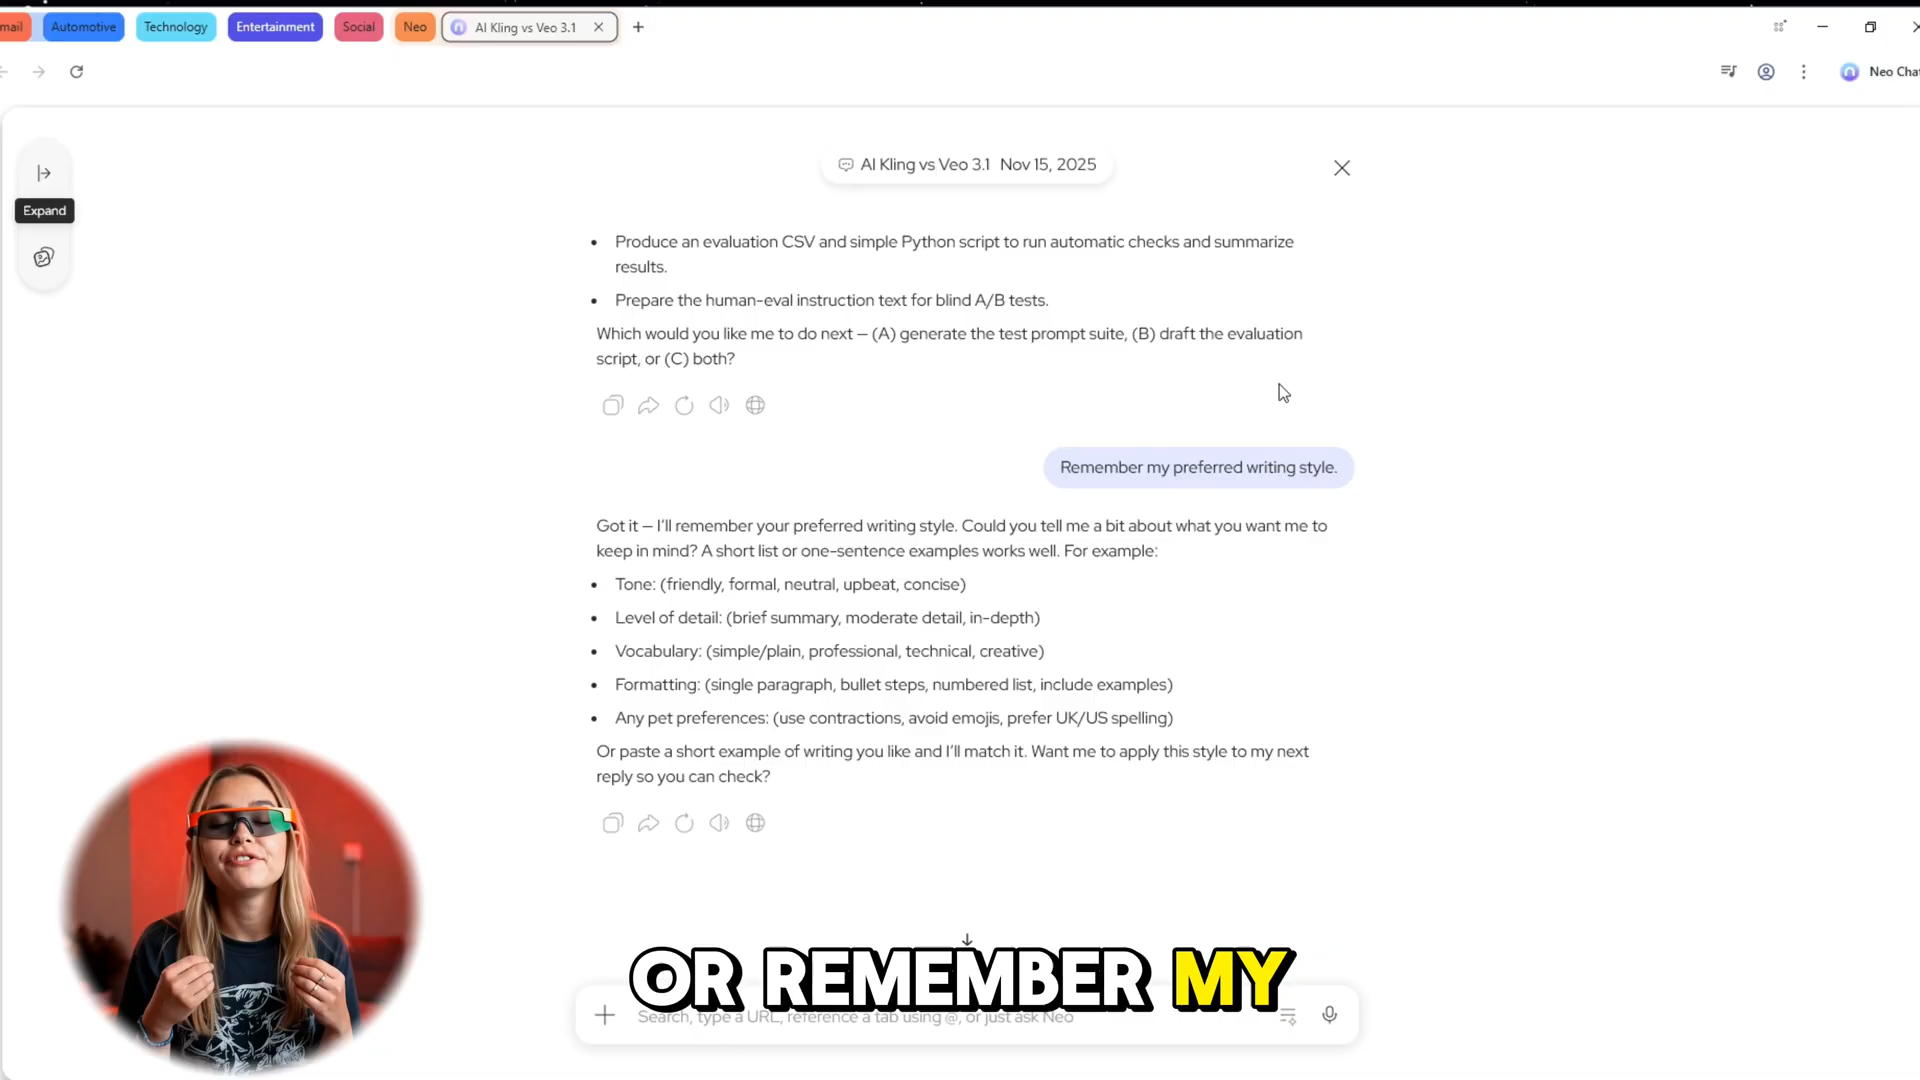 mail
Automotive
Technology
Entertainment
Social
Neo
AI Kling vs Veo 3.1
Neo Chat
Expand
AI Kling vs Veo 3.1 Nov 15, 2025
• Produce an evaluation CSV and simple Python script to run automatic checks and summarize
results.
• Prepare the human-eval instruction text for blind A/B tests.
Which would you like me to do next – (A) generate the test prompt suite, (B) draft the evaluation
script, or (C) both?
Remember my preferred writing style.
Got it – I'll remember your preferred writing style. Could you tell me a bit about what you want me to
keep in mind? A short list or one-sentence examples works well. For example:
• Tone: (friendly, formal, neutral, upbeat, concise)
• Level of detail: (brief summary, moderate detail, in-depth)
• Vocabulary: (simple/plain, professional, technical, creative)
• Formatting: (single paragraph, bullet steps, numbered list, include examples)
• Any pet preferences: (use contractions, avoid emojis, prefer UK/US spelling)
Or paste a short example of writing you like and I'll match it. Want me to apply this style to my next
reply so you can check?
OR REMEMBER MY
Search, type a URL, reference a tab using @, or just ask Neo